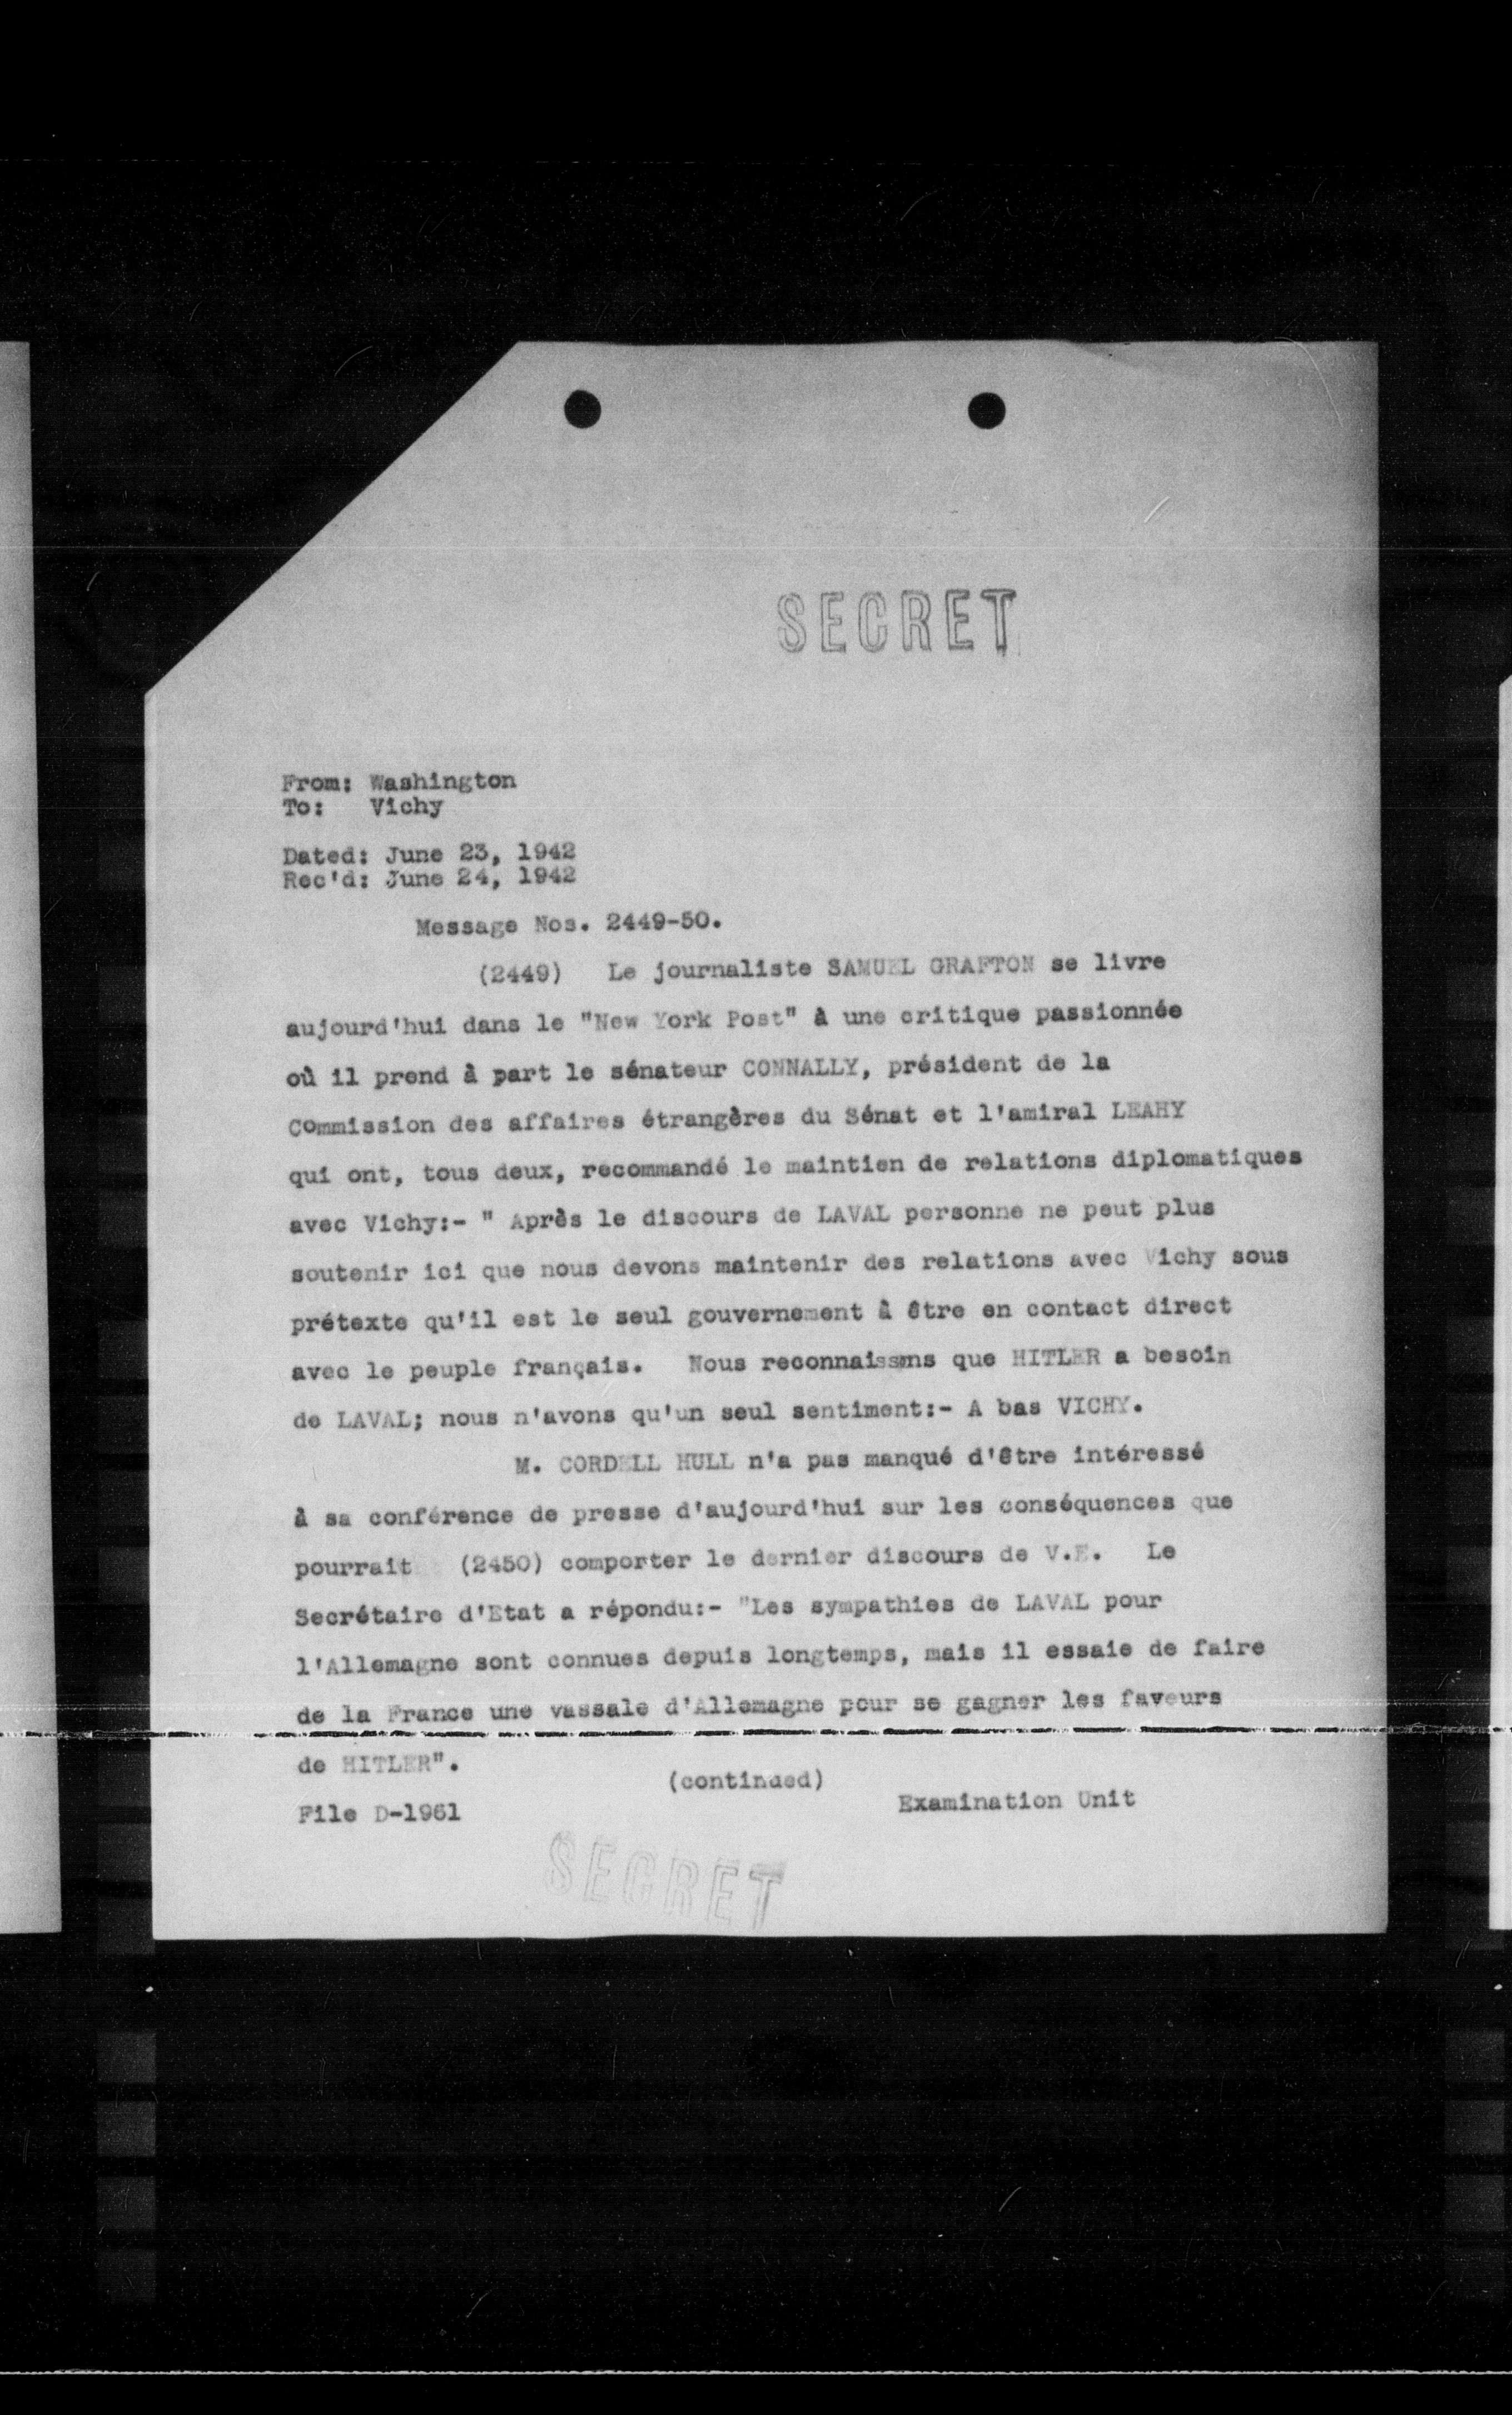 SECRET
From: Washington
To: Vichy
Dated: June 23, 1942
Rec'd: June 24, 1942
Message Nos. 2449-50.
(2449) Le journaliste SAMUEL GRAFTON se livre
aujourd'hui dans le "New York Post" à une critique passionnée
où il prend à part le sénateur CONNALLY, président de la
Commission des affaires étrangères du Sénat et l'amiral LEAHY
qui ont, tous deux, recommandé le maintien de relations diplomatiques
avec Vichy:- " Après le discours de LAVAL personne ne peut plus
soutenir ici que nous devons maintenir des relations avec Vichy sous
prétexte qu'il est le seul gouvernement à être en contact direct
avec le peuple français. Nous reconnaissons que HITLER a besoin
de LAVAL; nous n'avons qu'un seul sentiment:- A bas VICHY.
M. CORDELL HULL n'a pas manqué d'être intéressé
à sa conférence de presse d'aujourd'hui sur les conséquences que
pourrait (2450) comporter le dernier discours de V.E. Le
Secrétaire d'Etat a répondu:- "Les sympathies de LAVAL pour
l'Allemagne sont connues depuis longtemps, mais il essaie de faire
de la France une vassale d'Allemagne pour se gagner les faveurs
de HITLER".
(continued)
Examination Unit
File D-1961
SECRET